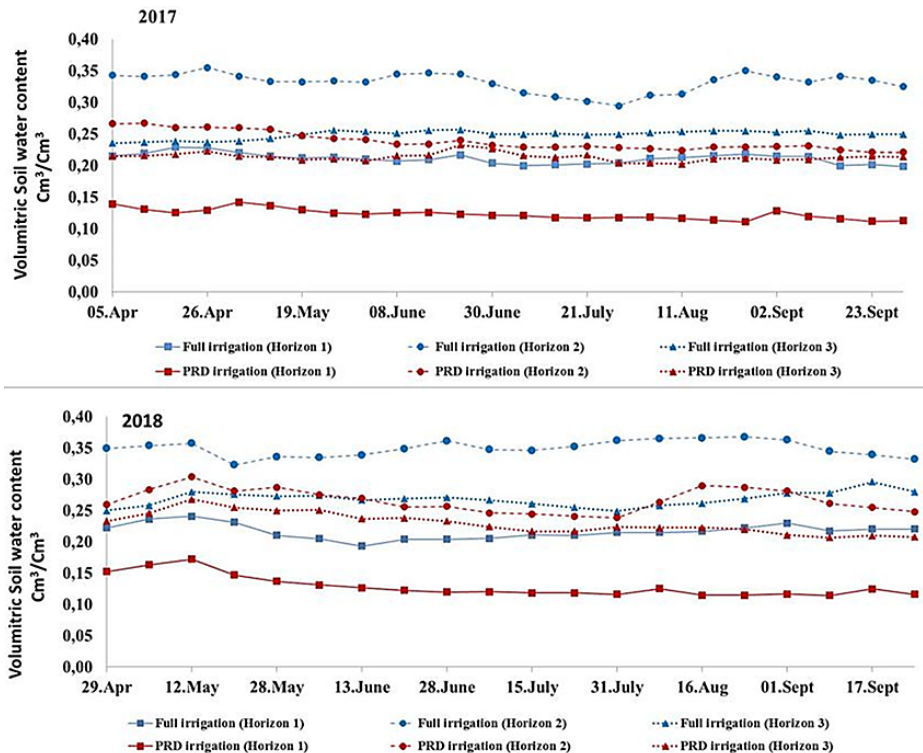 2017
Volumitric Soil water content
Cm³/Cm³
0,40
0,35
0,30
0,25
0,20
0,15
0,10
0,05
0,00
05.Apr 26.Apr 19.May 08.June 30.June 21.July 11.Aug 02.Sept 23.Sept
Full irrigation (Horizon 1) Full irrigation (Horizon 2) Full irrigation (Horizon 3)
PRD irrigation (Horizon 1) PRD irrigation (Horizon 2) PRD irrigation (Horizon 3)
2018
Volumitric Soil water content
Cm³/Cm³
0,40
0,35
0,30
0,25
0,20
0,15
0,10
0,05
0,00
29.Apr 12.May 28.May 13.June 28.June 15.July 31.July 16.Aug 01.Sept 17.Sept
Full irrigation (Horizon 1) Full irrigation (Horizon 2) Full irrigation (Horizon 3)
PRD irrigation (Horizon 1) PRD irrigation (Horizon 2) PRD irrigation (Horizon 3)